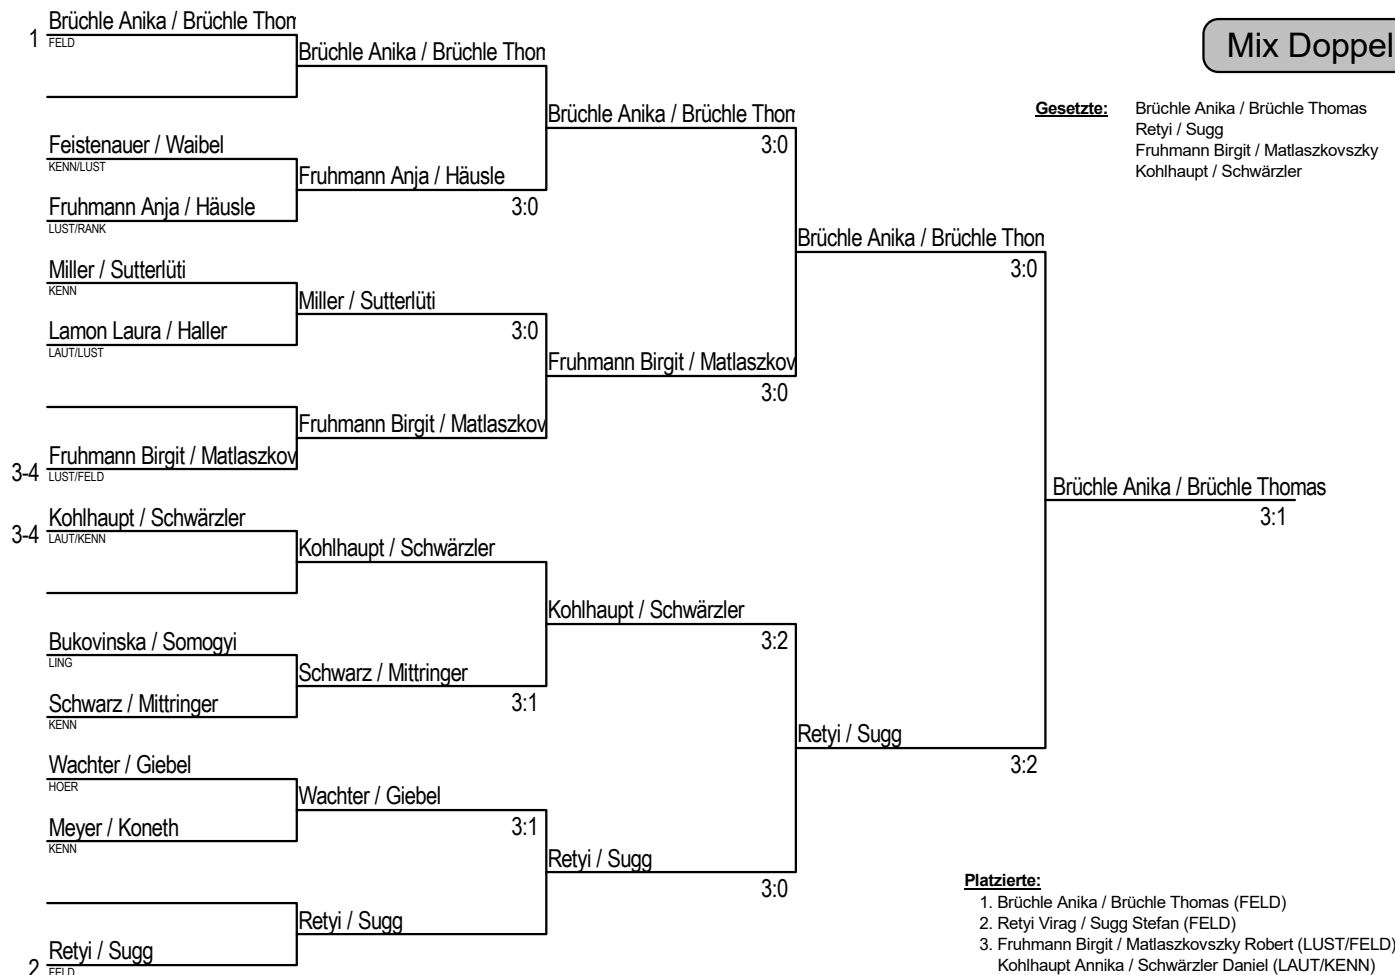 Mix Doppel
Gesetzte:
Brüchle Anika / Brüchle Thomas
Retyi / Sugg
Fruhmann Birgit / Matlaszkovszky
Kohlhaupt / Schwärzler
1
Brüchle Anika / Brüchle Thom
FELD
Feistenauer / Waibel
KENN/LUST
Fruhmann Anja / Häusle
LUST/RANK
Miller / Sutterlüti
KENN
Lamon Laura / Haller
LAUT/LUST
3-4
Fruhmann Birgit / Matlaszkov
LUST/FELD
3-4
Kohlhaupt / Schwärzler
LAUT/KENN
Bukovinska / Somogyi
LING
Schwarz / Mittringer
KENN
Wachter / Giebel
HOER
Meyer / Koneth
KENN
2
Retyi / Sugg
FELD
Brüchle Anika / Brüchle Thom
Fruhmann Anja / Häusle
3:0
Miller / Sutterlüti
3:0
Fruhmann Birgit / Matlaszkov
Kohlhaupt / Schwärzler
Schwarz / Mittringer
3:1
Wachter / Giebel
3:1
Retyi / Sugg
Brüchle Anika / Brüchle Thom
3:0
Fruhmann Birgit / Matlaszkov
3:0
Kohlhaupt / Schwärzler
3:2
Retyi / Sugg
3:0
Brüchle Anika / Brüchle Thom
3:0
Retyi / Sugg
3:2
Brüchle Anika / Brüchle Thomas
3:1
Platzierte:
1. Brüchle Anika / Brüchle Thomas (FELD)
2. Retyi Virag / Sugg Stefan (FELD)
3. Fruhmann Birgit / Matlaszkovszky Robert (LUST/FELD)
Kohlhaupt Annika / Schwärzler Daniel (LAUT/KENN)